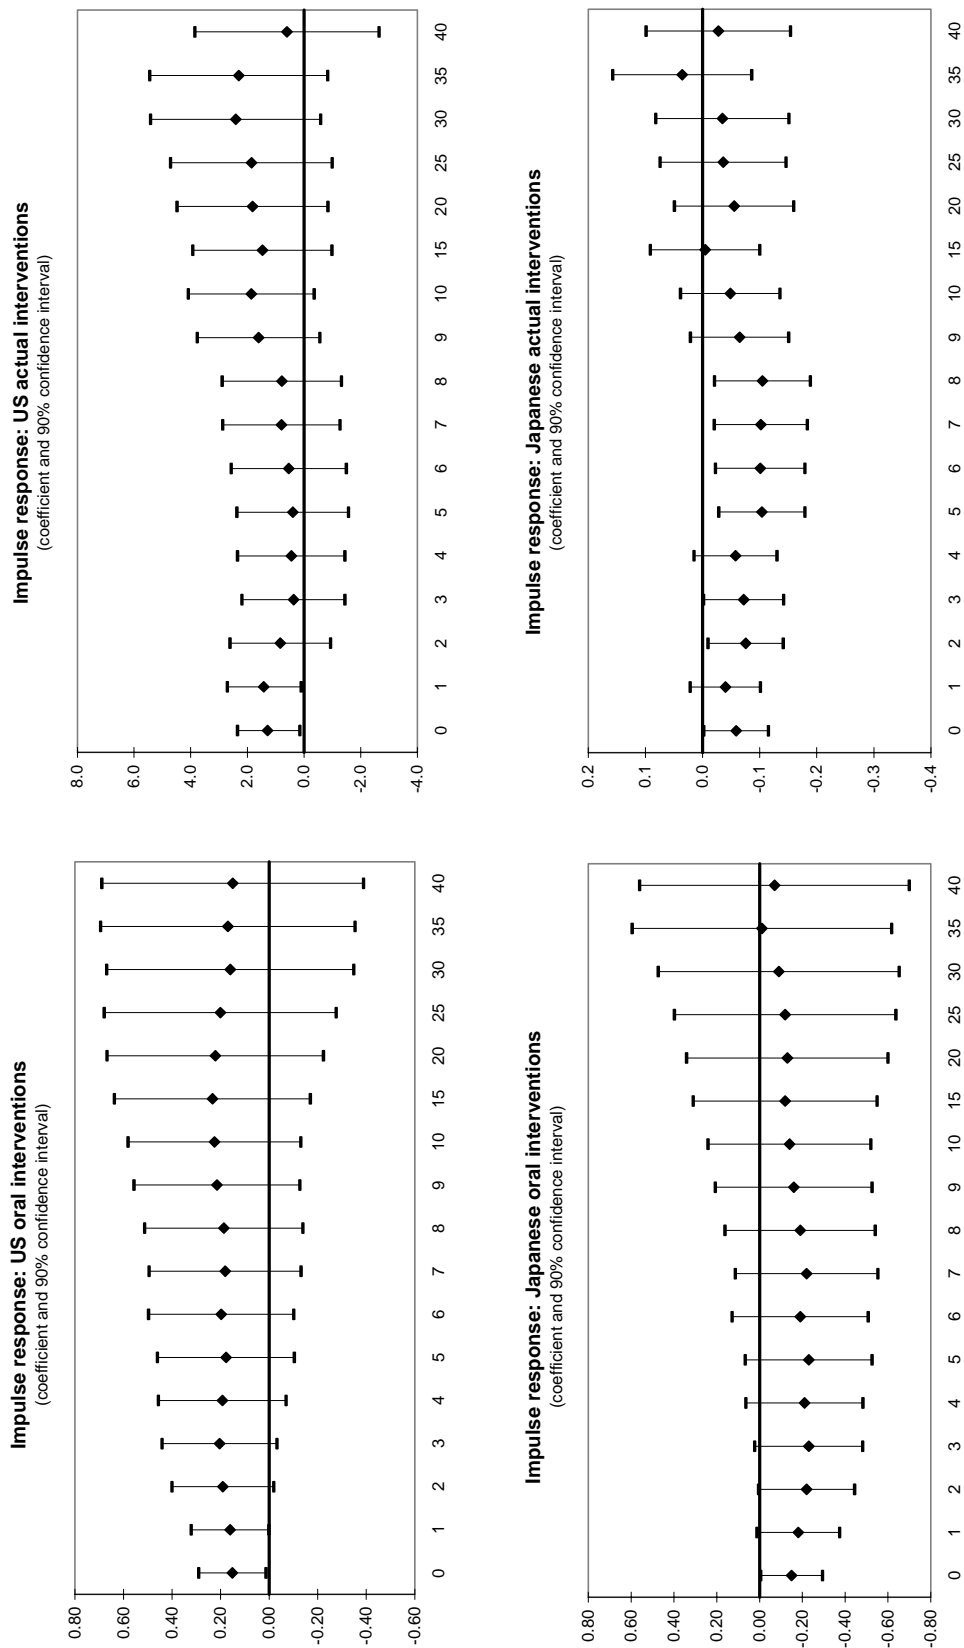 Impulse response: US oral interventions
(coefficient and 90% confidence interval)
0.80
0.60
0.40
0.20
0.00
-0.20
-0.40
-0.60
0 1 2 3 4 5 6 7 8 9 10 15 20 25 30 35 40
Impulse response: US actual interventions
(coefficient and 90% confidence interval)
8.0
6.0
4.0
2.0
0.0
-2.0
-4.0
0 1 2 3 4 5 6 7 8 9 10 15 20 25 30 35 40
Impulse response: Japanese oral interventions
(coefficient and 90% confidence interval)
0.80
0.60
0.40
0.20
0.00
-0.20
-0.40
-0.60
-0.80
0 1 2 3 4 5 6 7 8 9 10 15 20 25 30 35 40
Impulse response: Japanese actual interventions
(coefficient and 90% confidence interval)
0.2
0.1
0.0
-0.1
-0.2
-0.3
-0.4
0 1 2 3 4 5 6 7 8 9 10 15 20 25 30 35 40